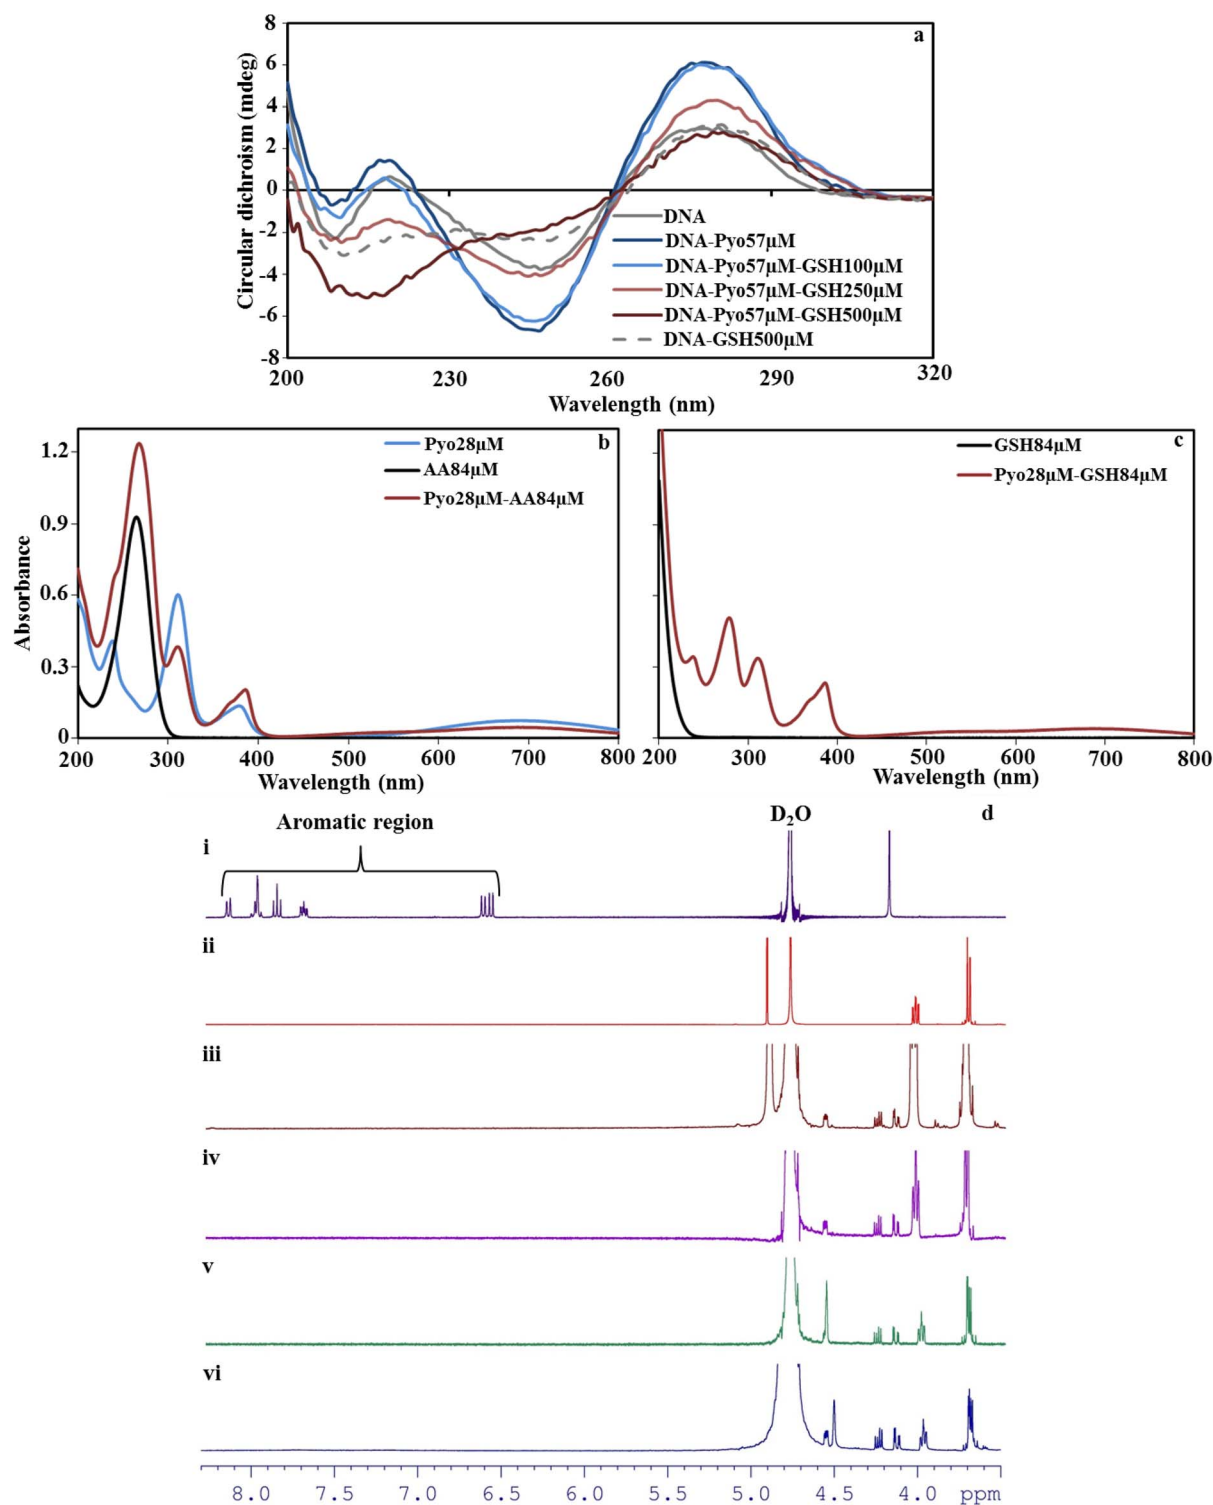 a
Circular dichroism (mdeg)
8
6
4
2
0
-2
-4
-6
-8
DNA
DNA-Pyo57μM
DNA-Pyo57μM-GSH100μM
DNA-Pyo57μM-GSH250μM
DNA-Pyo57μM-GSH500μM
DNA-GSH500μM
200 230 260 290 320
Wavelength (nm)
b
Absorbance
1.2
0.9
0.6
0.3
0
Pyo28μM
AA84μM
Pyo28μM-AA84μM
200 300 400 500 600 700 800
Wavelength (nm)
c
GSH84μM
Pyo28μM-GSH84μM
200 300 400 500 600 700 800
Wavelength (nm)
Aromatic region
D₂O
d
i
ii
iii
iv
v
vi
8.0 7.5 7.0 6.5 6.0 5.5 5.0 4.5 4.0 ppm